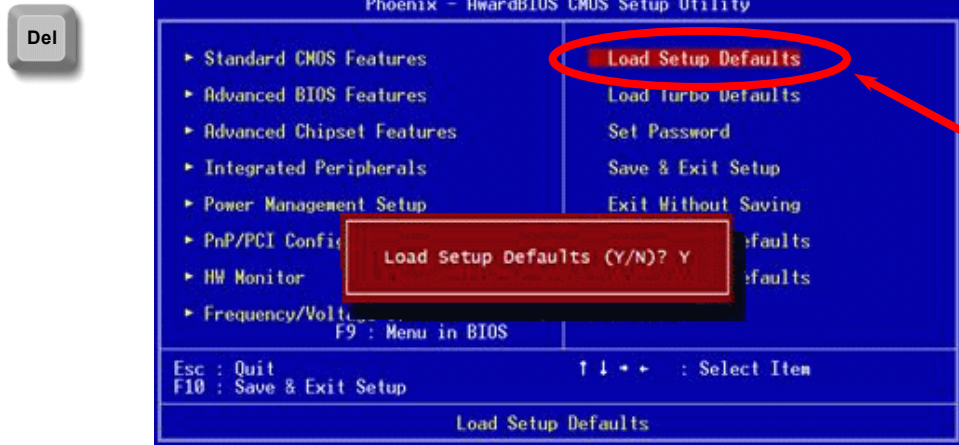 Del
Phoenix - AwardBIOS CMOS Setup Utility
▸ Standard CMOS Features
▸ Advanced BIOS Features
▸ Advanced Chipset Features
▸ Integrated Peripherals
▸ Power Management Setup
▸ PnP/PCI Config
▸ HW Monitor
▸ Frequency/Volta
F9 : Menu in BIOS
Load Setup Defaults
Load Turbo Defaults
Set Password
Save & Exit Setup
Exit Without Saving
efaults
efaults
Load Setup Defaults (Y/N)? Y
Esc : Quit
F10 : Save & Exit Setup
↑ ↓ → ← : Select Item
Load Setup Defaults